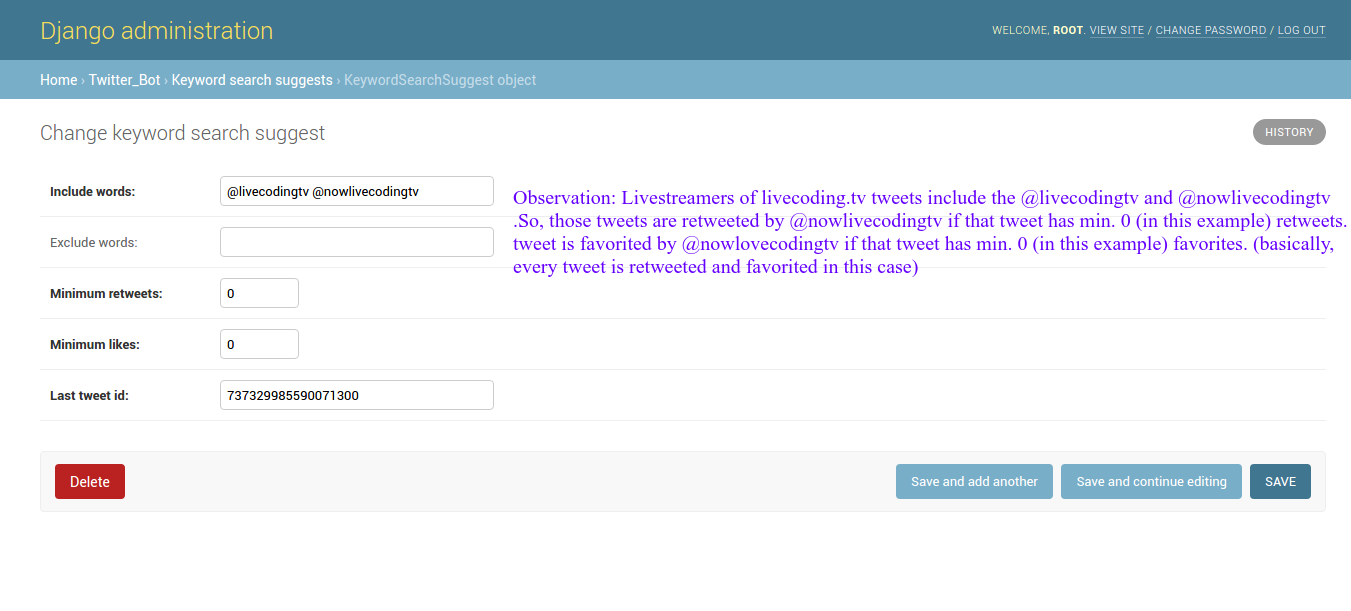 Django administration
WELCOME, ROOT. VIEW SITE / CHANGE PASSWORD / LOG OUT
Home › Twitter_Bot › Keyword search suggests › KeywordSearchSuggest object
Change keyword search suggest
HISTORY
Include words:
@livecodingtv @nowlivecodingtv
Observation: Livestreamers of livecoding.tv tweets include the @livecodingtv and @nowlivecodingtv
.So, those tweets are retweeted by @nowlivecodingtv if that tweet has min. 0 (in this example) retweets.
tweet is favorited by @nowlovecodingtv if that tweet has min. 0 (in this example) favorites. (basically,
every tweet is retweeted and favorited in this case)
Exclude words:
Minimum retweets:
0
Minimum likes:
0
Last tweet id:
737329985590071300
Delete
Save and add another
Save and continue editing
SAVE